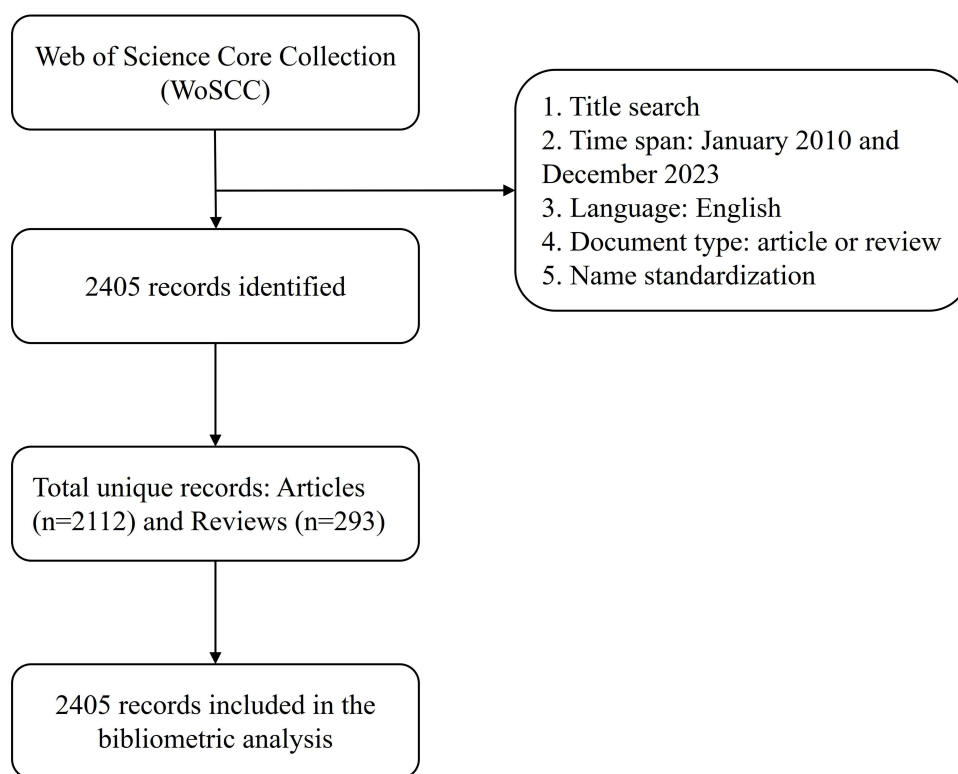 Web of Science Core Collection
(WoSCC)
1. Title search
2. Time span: January 2010 and
December 2023
3. Language: English
4. Document type: article or review
5. Name standardization
2405 records identified
Total unique records: Articles
(n=2112) and Reviews (n=293)
2405 records included in the
bibliometric analysis